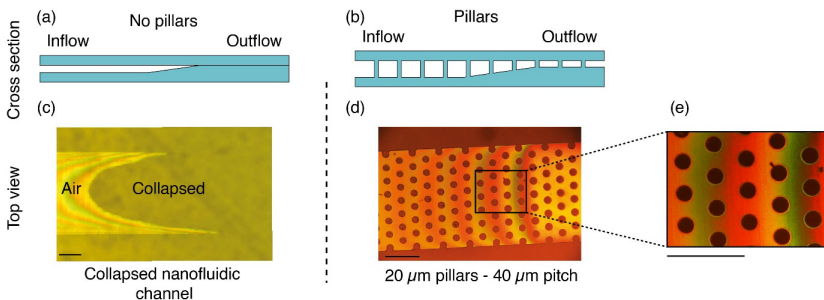 (a)
No pillars
Inflow
Outflow
Cross section
(b)
Pillars
Inflow
Outflow
(c)
Air
Collapsed
Top view
Collapsed nanofluidic
channel
(d)
20 µm pillars - 40 µm pitch
(e)